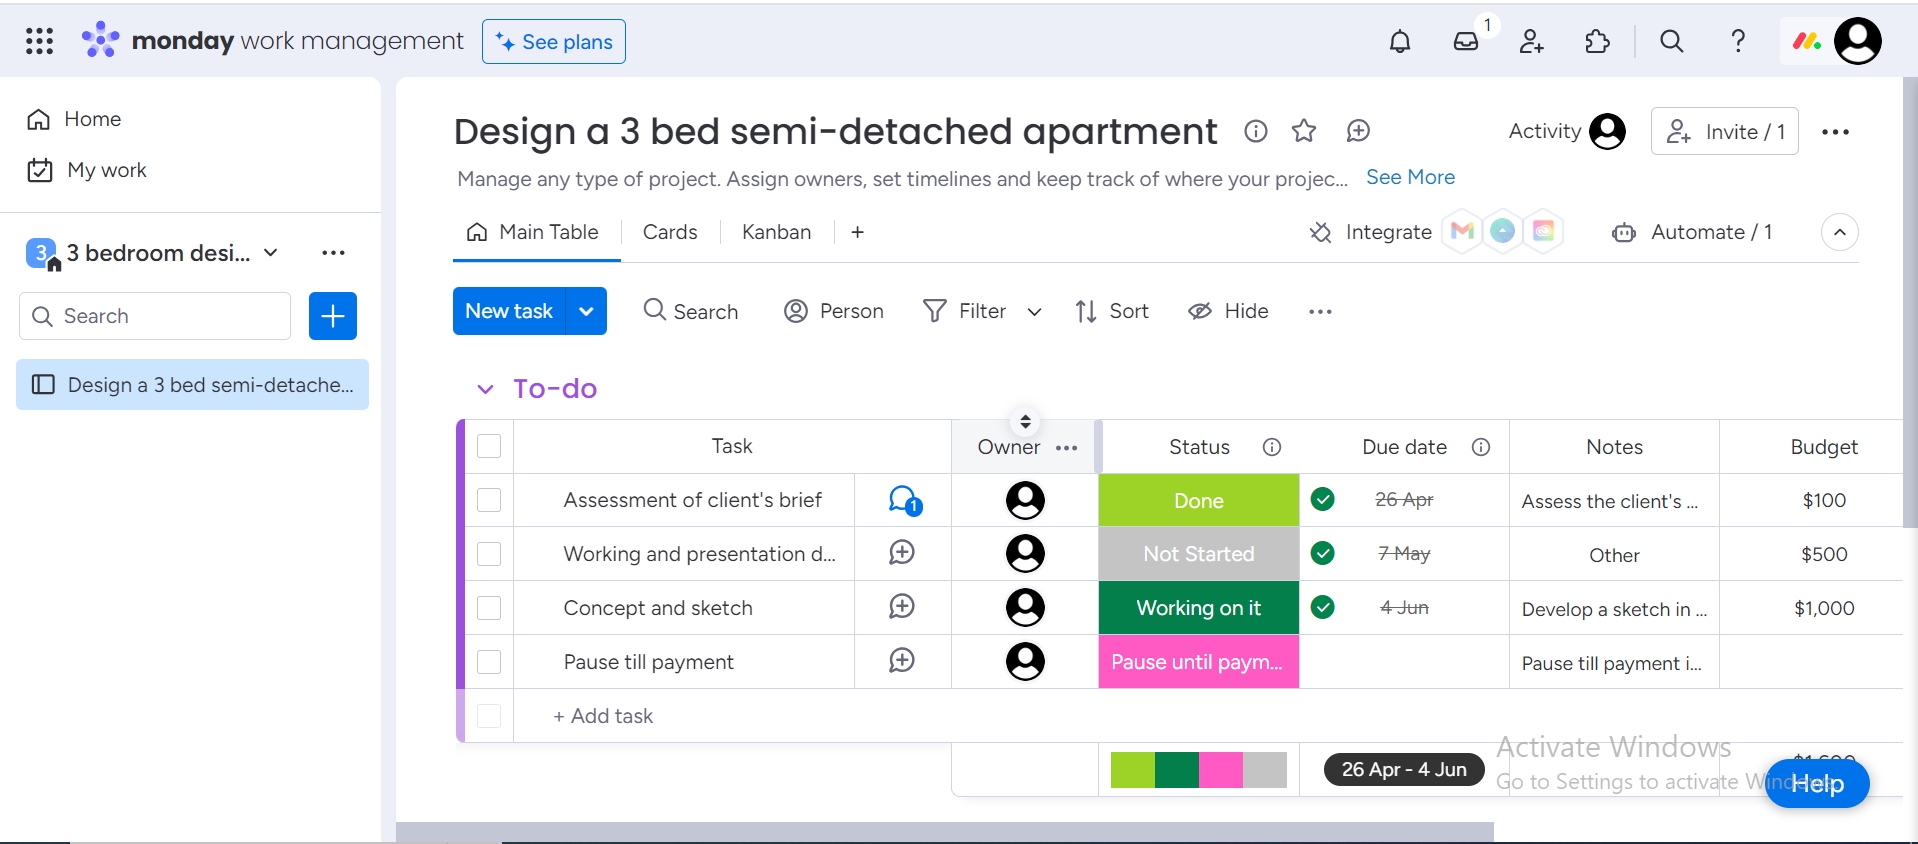 monday work management
See plans
1
Home
My work
3
3 bedroom desi...
Search
Design a 3 bed semi-detache...
Design a 3 bed semi-detached apartment
Activity
Invite / 1
Manage any type of project. Assign owners, set timelines and keep track of where your projec... See More
Main Table
Cards
Kanban
+
Integrate
Automate / 1
New task
Search
Person
Filter
Sort
Hide
To-do
Task Owner Status Due date Notes Budget
Assessment of client's brief 1 Done 26 Apr Assess the client's ... $100
Working and presentation d... Not Started 7 May Other $500
Concept and sketch Working on it 4 Jun Develop a sketch in ... $1,000
Pause till payment Pause until paym... Pause till payment i...
+ Add task
26 Apr - 4 Jun $1,600
Activate Windows
Go to Settings to activate Windows.
Help